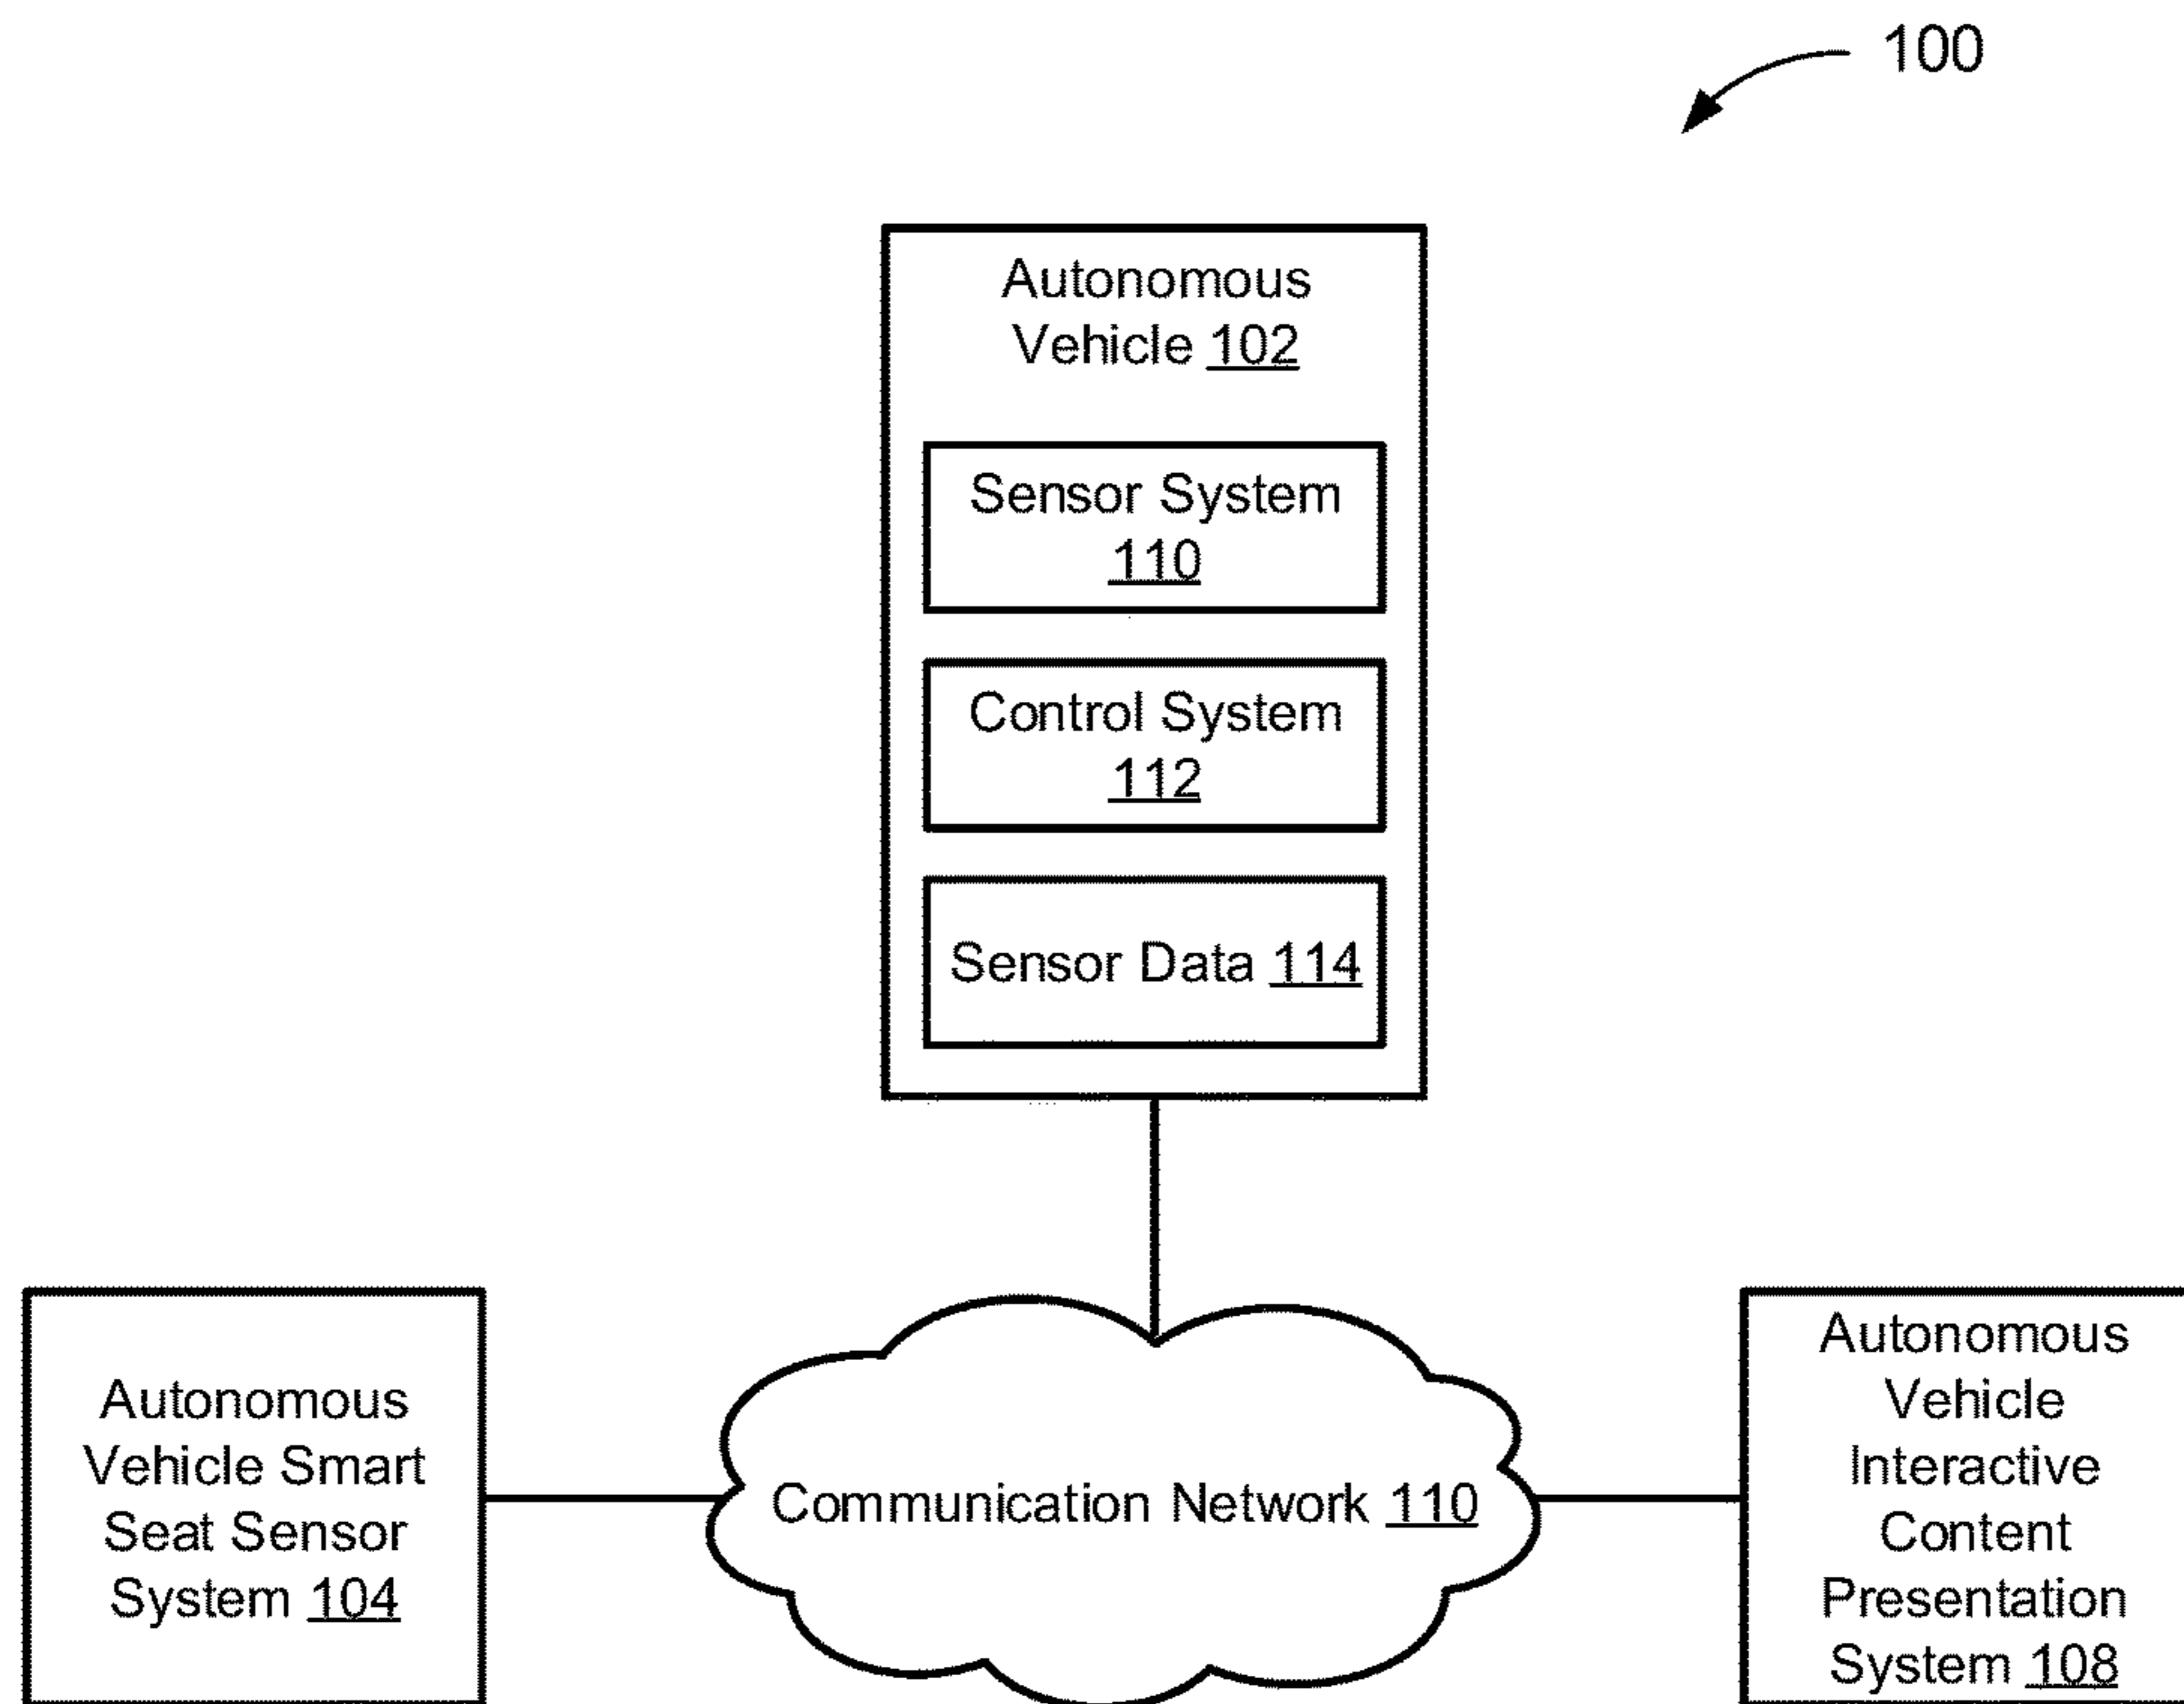 100
Autonomous
Vehicle 102
Sensor System
110
Control System
112
Sensor Data 114
Autonomous
Vehicle Smart
Seat Sensor
System 104
Communication Network 110
Autonomous
Vehicle
Interactive
Content
Presentation
System 108